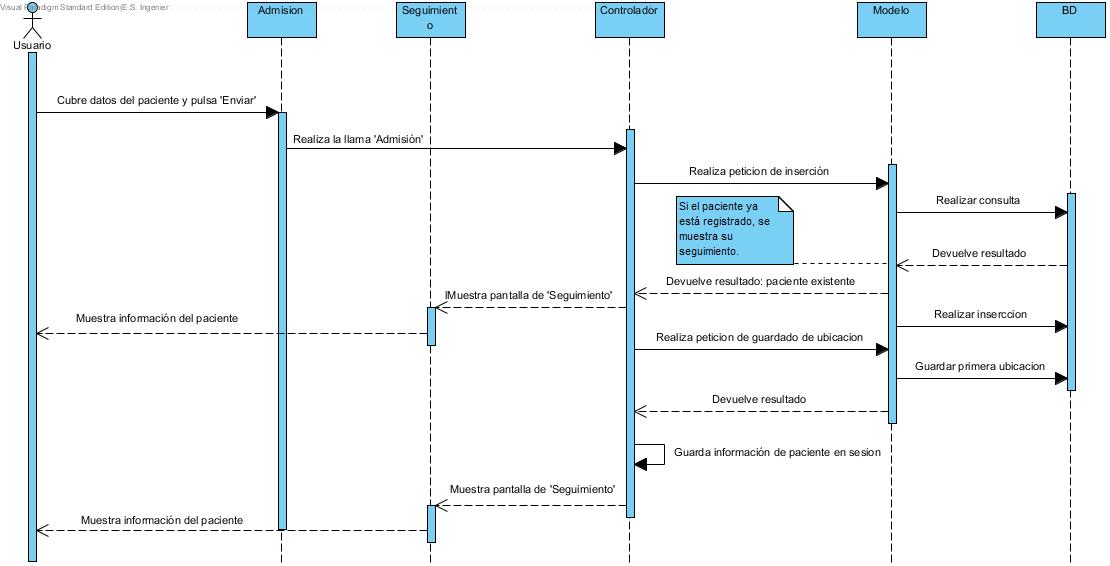 Visual Paradigm Standard Edition(E.S. Ingenier
Usuario
Admision
Seguimient
o
Controlador
Modelo
BD
Cubre datos del paciente y pulsa 'Enviar'
Realiza la llama 'Admisión'
Realiza peticion de inserción
Si el paciente ya
está registrado, se
muestra su
seguimiento.
Realizar consulta
Devuelve resultado
Devuelve resultado: paciente existente
lMuestra pantalla de 'Seguimiento'
Muestra información del paciente
Realizar inserccion
Realiza peticion de guardado de ubicacion
Guardar primera ubicacion
Devuelve resultado
Guarda información de paciente en sesion
Muestra pantalla de 'Seguimiento'
Muestra información del paciente